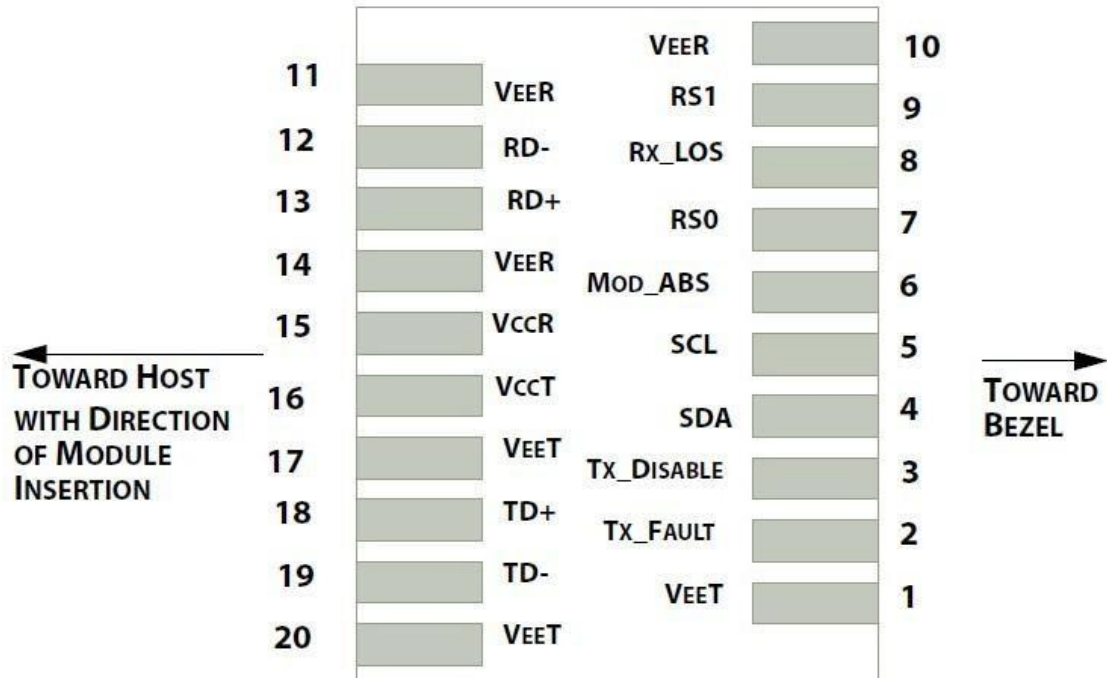 11 VEER
12 RD-
13 RD+
14 VEER
15 VCCR
16 VCCT
17 VEET
18 TD+
19 TD-
20 VEET
VEER 10
RS1 9
RX_LOS 8
RS0 7
MOD_ABS 6
SCL 5
SDA 4
TX_DISABLE 3
TX_FAULT 2
VEET 1
TOWARD HOST
WITH DIRECTION
OF MODULE
INSERTION
TOWARD
BEZEL